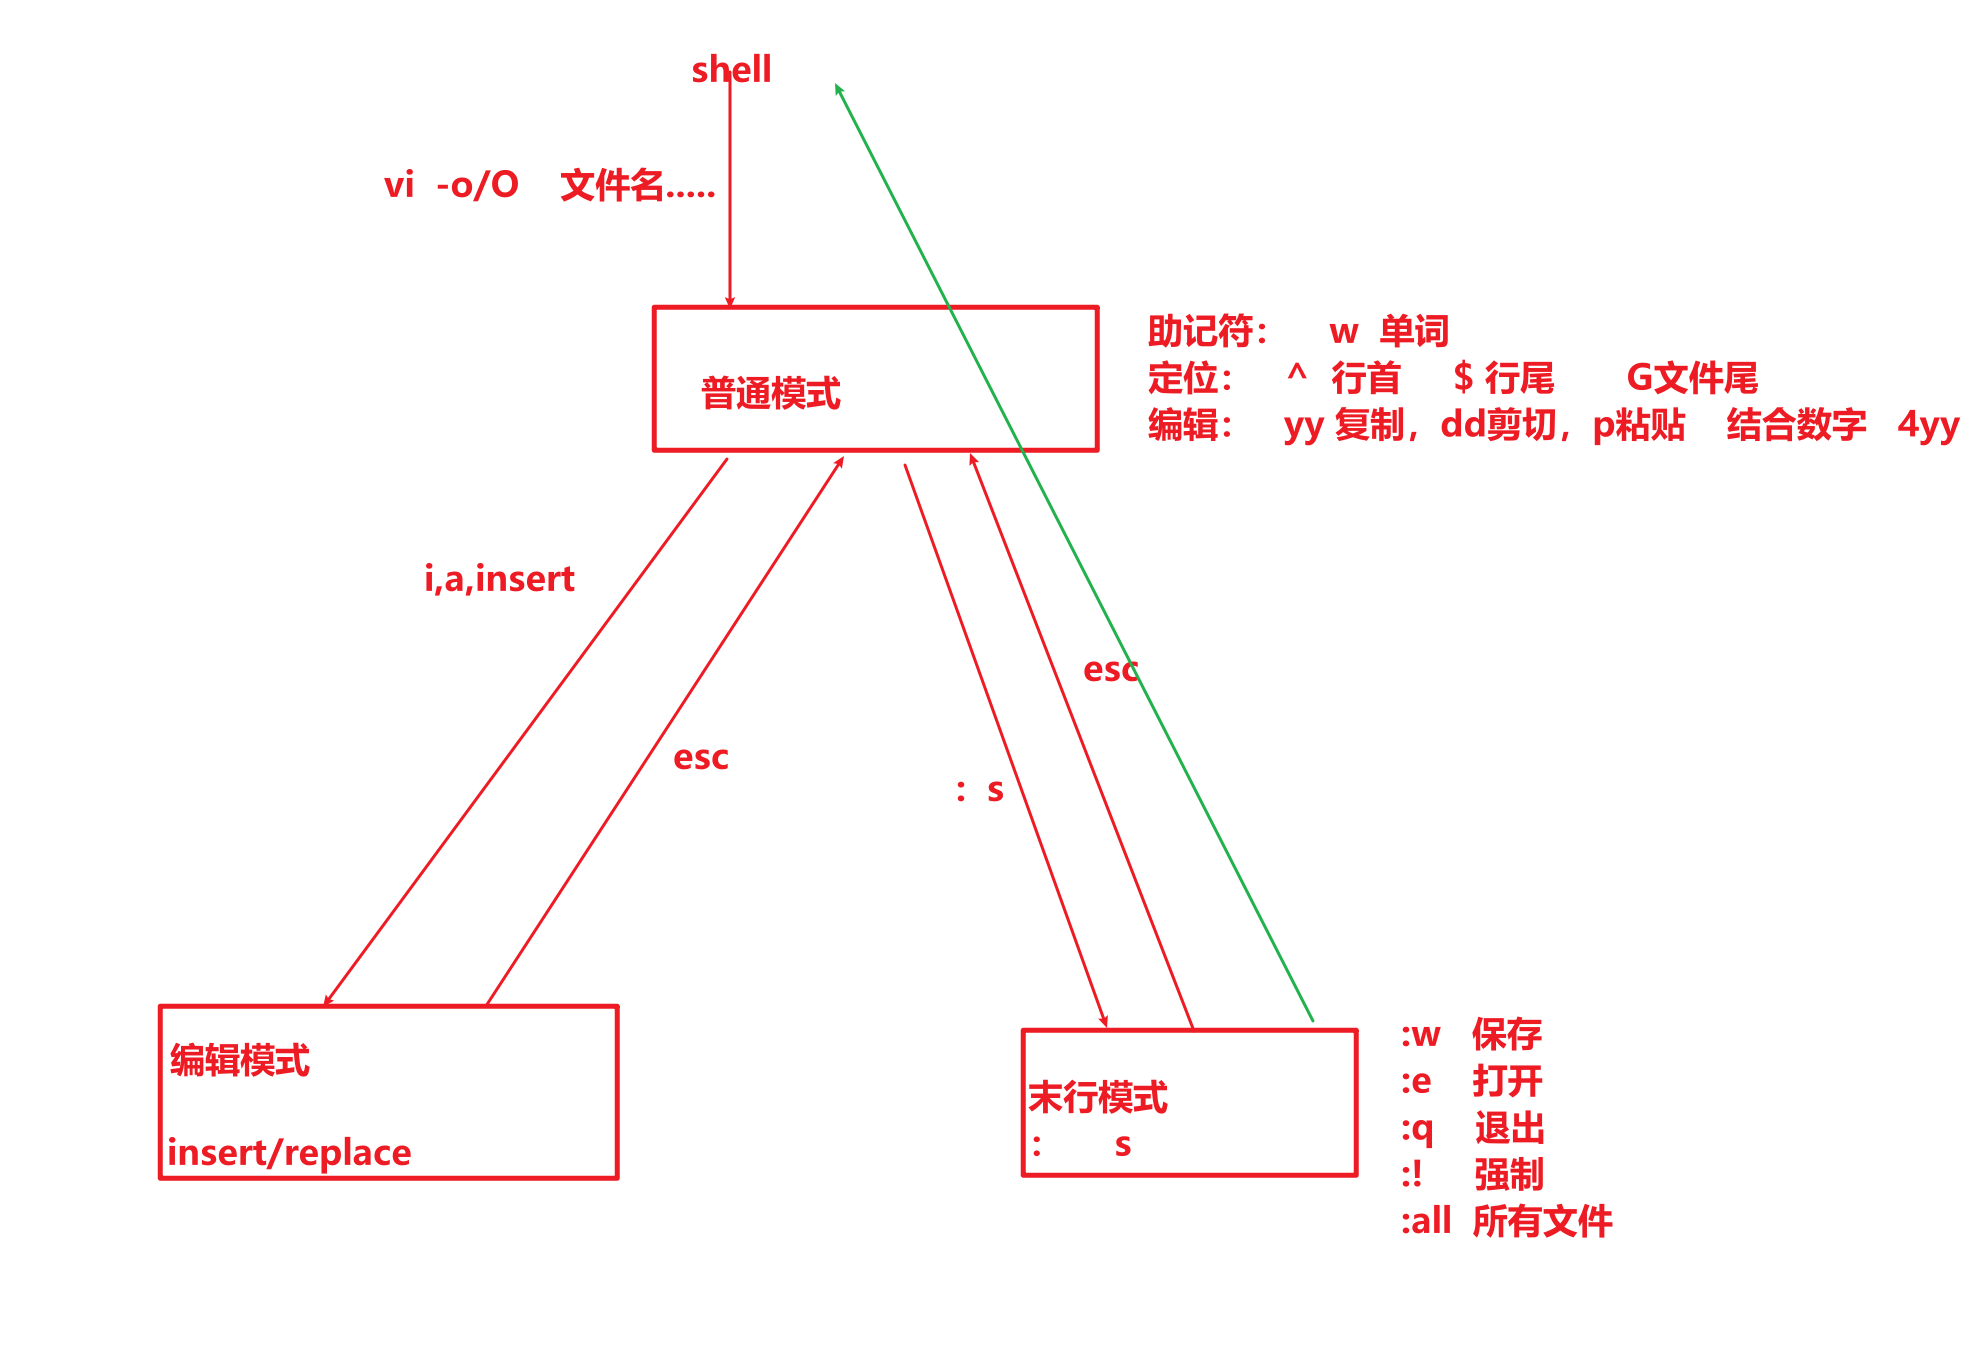 shell
vi -o/O 文件名.....
普通模式
助记符： w 单词
定位： ^ 行首 $ 行尾 G文件尾
编辑： yy 复制，dd剪切，p粘贴 结合数字 4yy
i,a,insert
esc
esc
: s
编辑模式
insert/replace
末行模式
: s
:w 保存
:e 打开
:q 退出
:! 强制
:all 所有文件